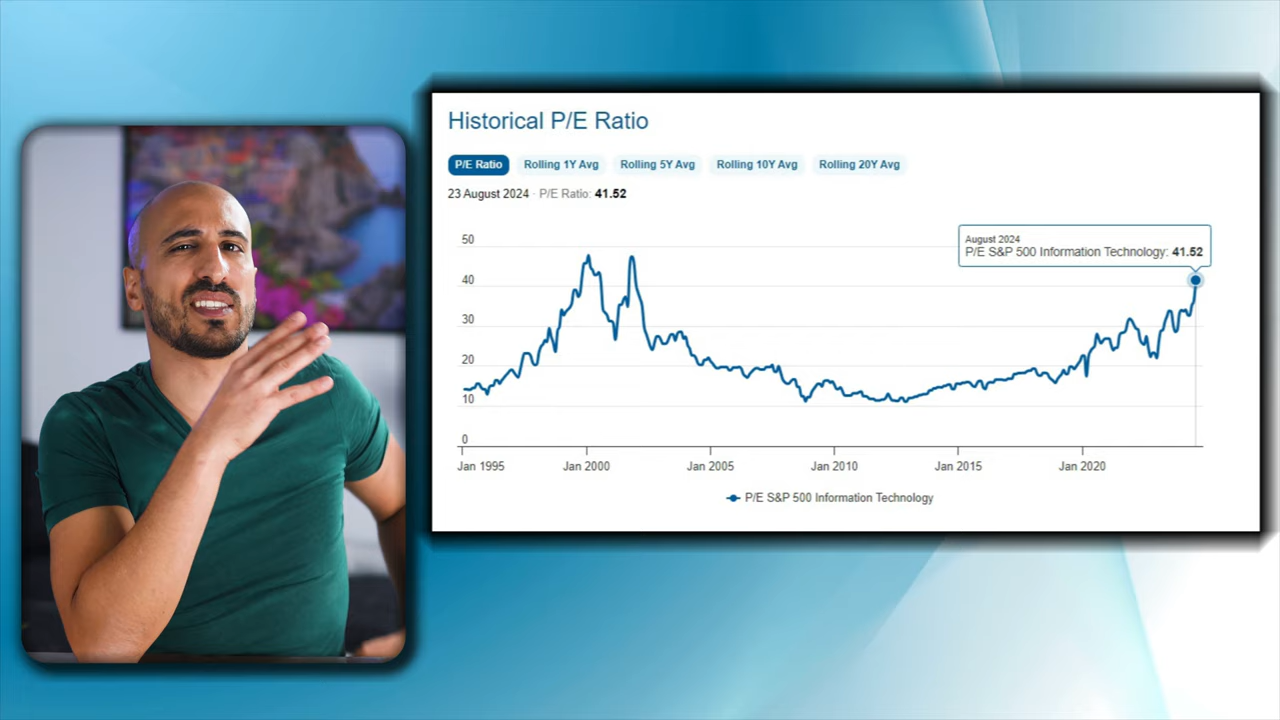 Historical P/E Ratio
P/E Ratio Rolling 1Y Avg Rolling 5Y Avg Rolling 10Y Avg Rolling 20Y Avg
23 August 2024 · P/E Ratio: 41.52
August 2024
P/E S&P 500 Information Technology: 41.52
50
40
30
20
10
0
Jan 1995 Jan 2000 Jan 2005 Jan 2010 Jan 2015 Jan 2020
P/E S&P 500 Information Technology